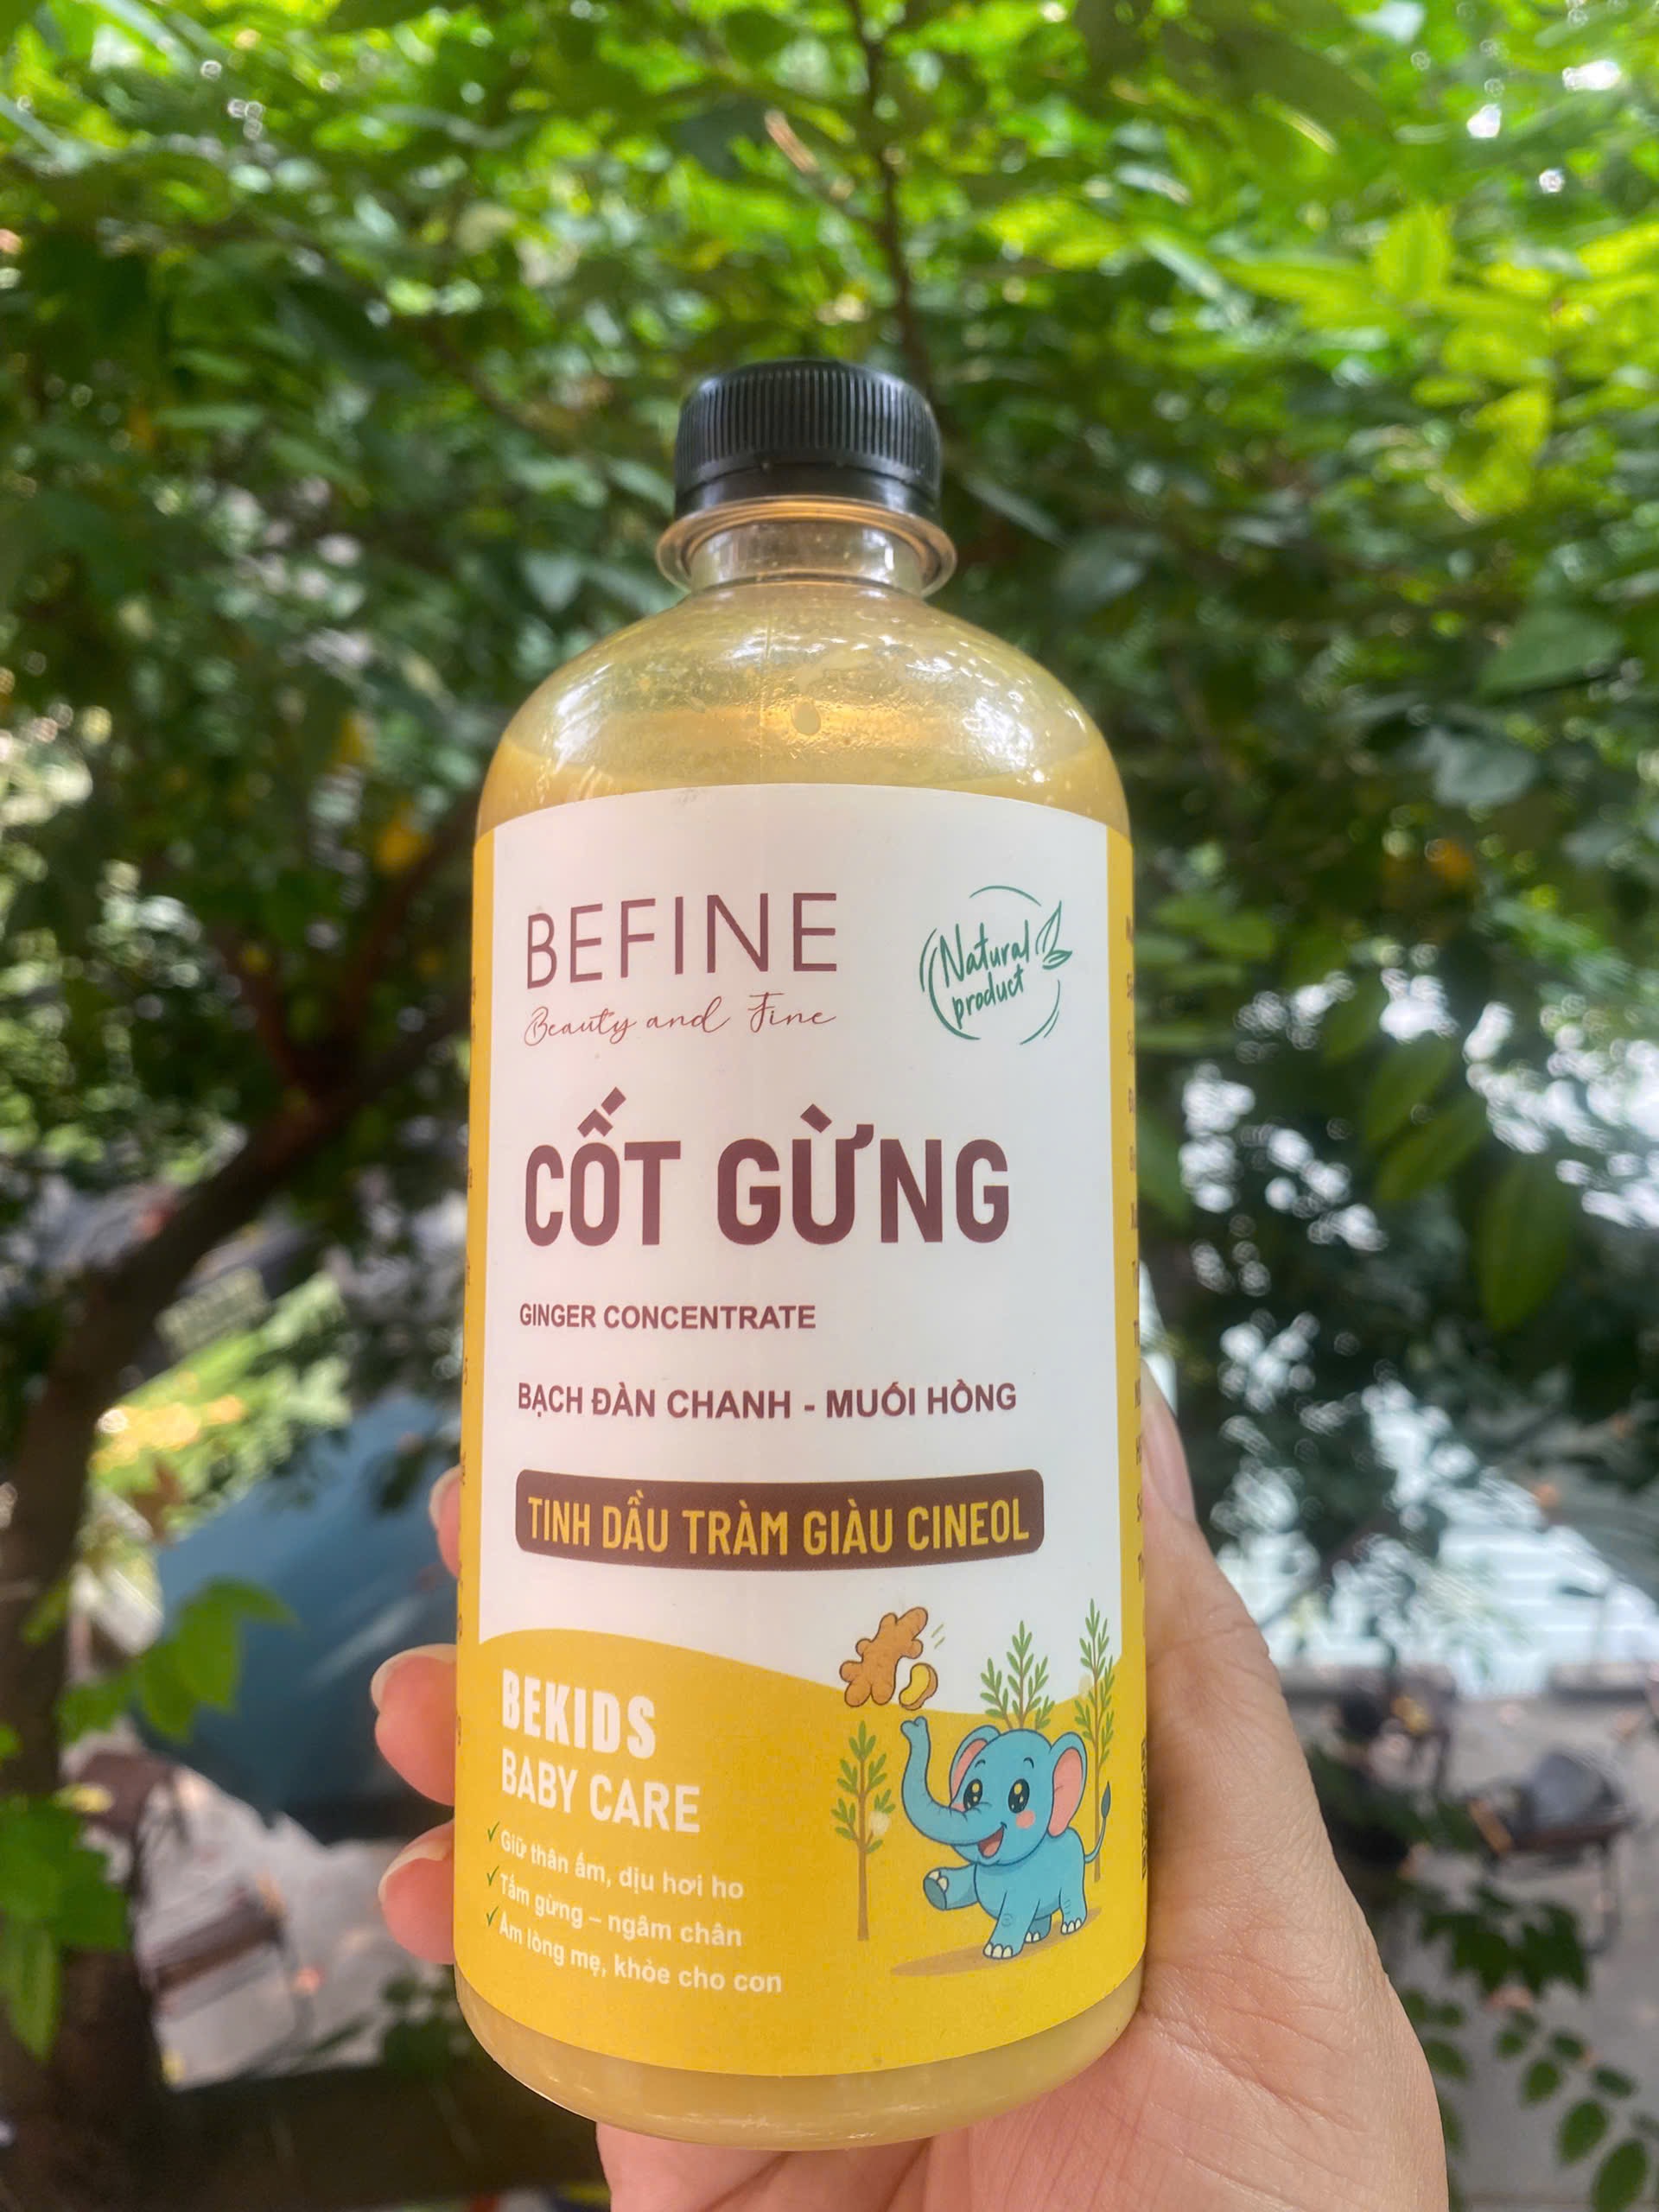 BEFINE
Beauty and Fine
Natural
product
CỐT GỪNG
GINGER CONCENTRATE
BẠCH ĐÀN CHANH - MUỐI HỒNG
TINH DẦU TRÀM GIÀU CINEOL
BEKIDS
BABY CARE
✓ Giữ thân ấm, dịu hơi ho
✓ Tắm gừng – ngâm chân
✓ Ấm lòng mẹ, khỏe cho con